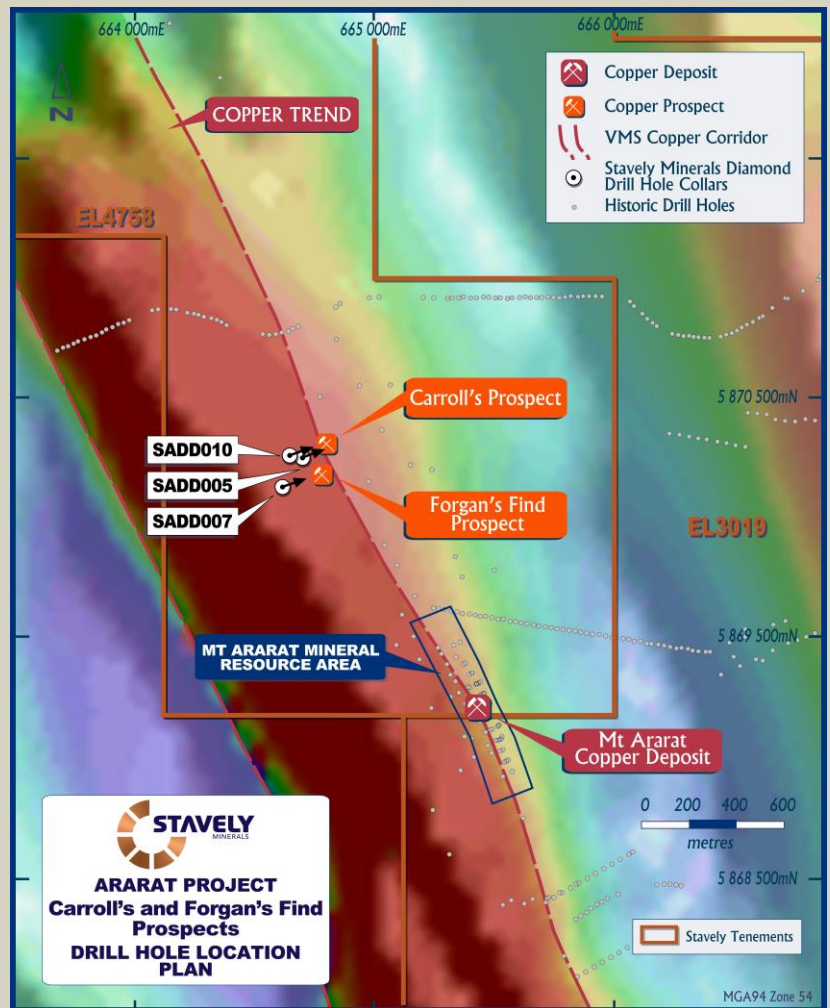 664 000mE
665 000mE
666 000mE
N
COPPER TREND
EL4758
Copper Deposit
Copper Prospect
VMS Copper Corridor
Stavely Minerals Diamond
Drill Hole Collars
Historic Drill Holes
Carroll's Prospect
5 870 500mN
SADD010
SADD005
SADD007
Forgan's Find
Prospect
EL3019
5 869 500mN
MT ARARAT MINERAL
RESOURCE AREA
Mt Ararat
Copper Deposit
0 200 400 600
metres
STAVELY
MINERALS
ARARAT PROJECT
Carroll's and Forgan's Find
Prospects
DRILL HOLE LOCATION
PLAN
5 868 500mN
Stavely Tenements
MGA94 Zone 54